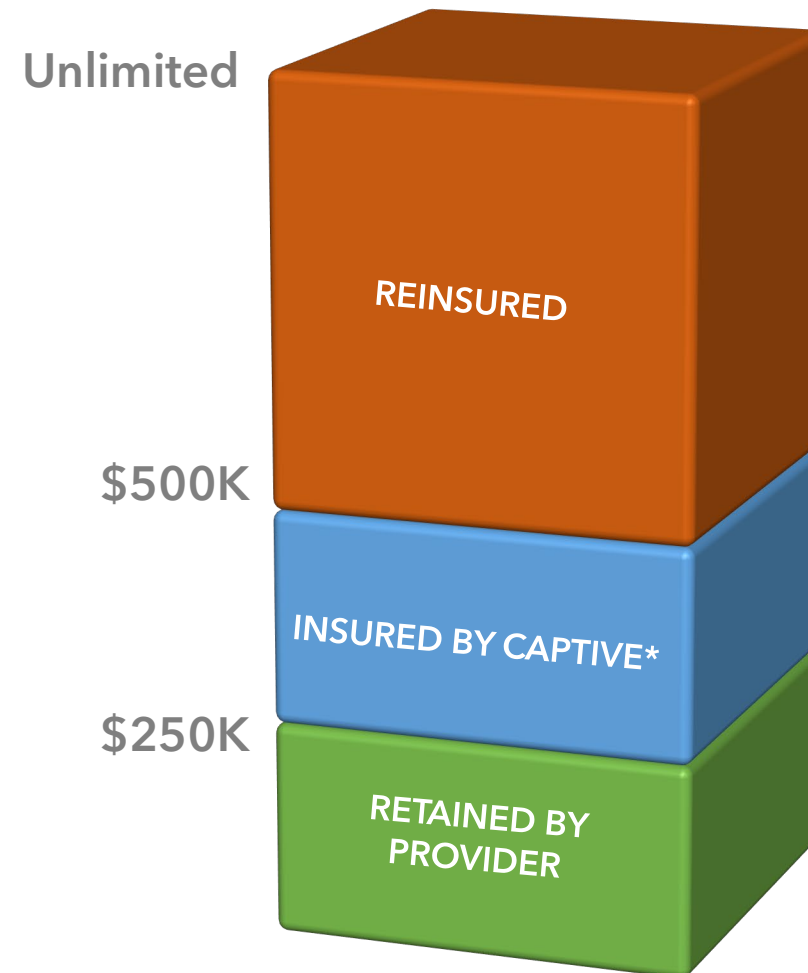 Unlimited
REINSURED
$500K
INSURED BY CAPTIVE*
$250K
RETAINED BY
PROVIDER